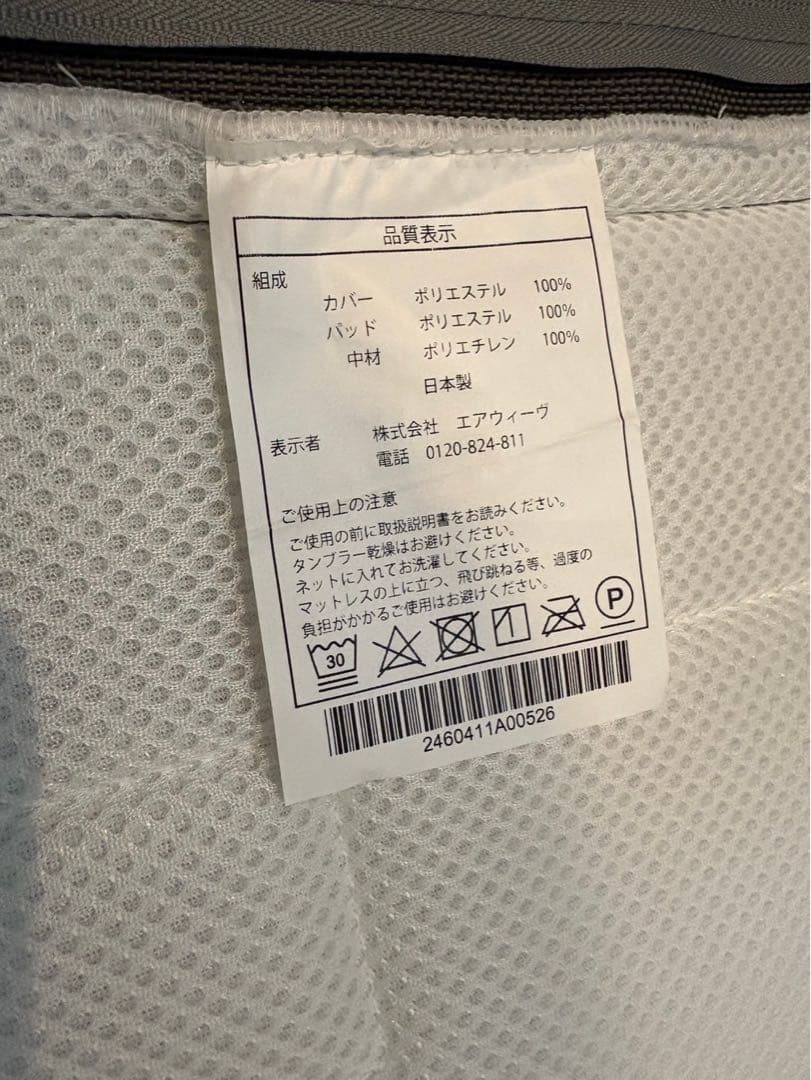 品質表示
組成
カバー ポリエステル 100%
パッド ポリエステル 100%
中材 ポリエチレン 100%
日本製
表示者 株式会社 エアウィーヴ
電話 0120-824-811
ご使用上の注意
ご使用の前に取扱説明書をお読みください。
タンブラー乾燥はお避けください。
ネットに入れてお洗濯してください。
マットレスの上に立つ、飛び跳ねる等、過度の
負担がかかるご使用はお避けください。
30 P
2460411A00526